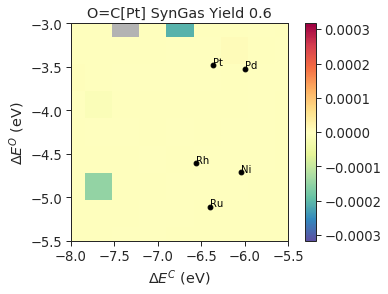 O=C[Pt] SynGas Yield 0.6
−3.0
−3.5
−4.0
−4.5
−5.0
−5.5
ΔE^O (eV)
Pt
Pd
Rh
Ni
Ru
−8.0 −7.5 −7.0 −6.5 −6.0 −5.5
ΔE^C (eV)
0.0003
0.0002
0.0001
0.0000
−0.0001
−0.0002
−0.0003